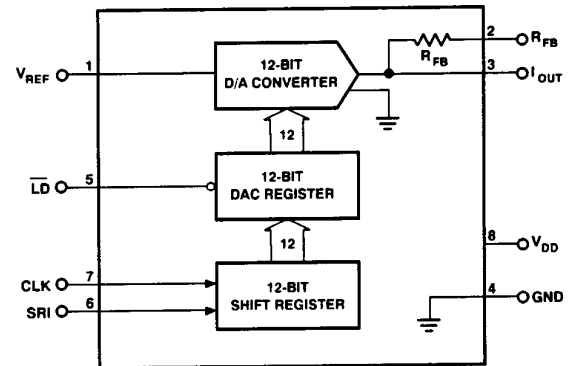 V_REF 1
12-BIT
D/A CONVERTER
R_FB
2 R_FB
3 I_OUT
12
L̅D̅ 5
12-BIT
DAC REGISTER
12
8 V_DD
CLK 7
SRI 6
12-BIT
SHIFT REGISTER
4 GND